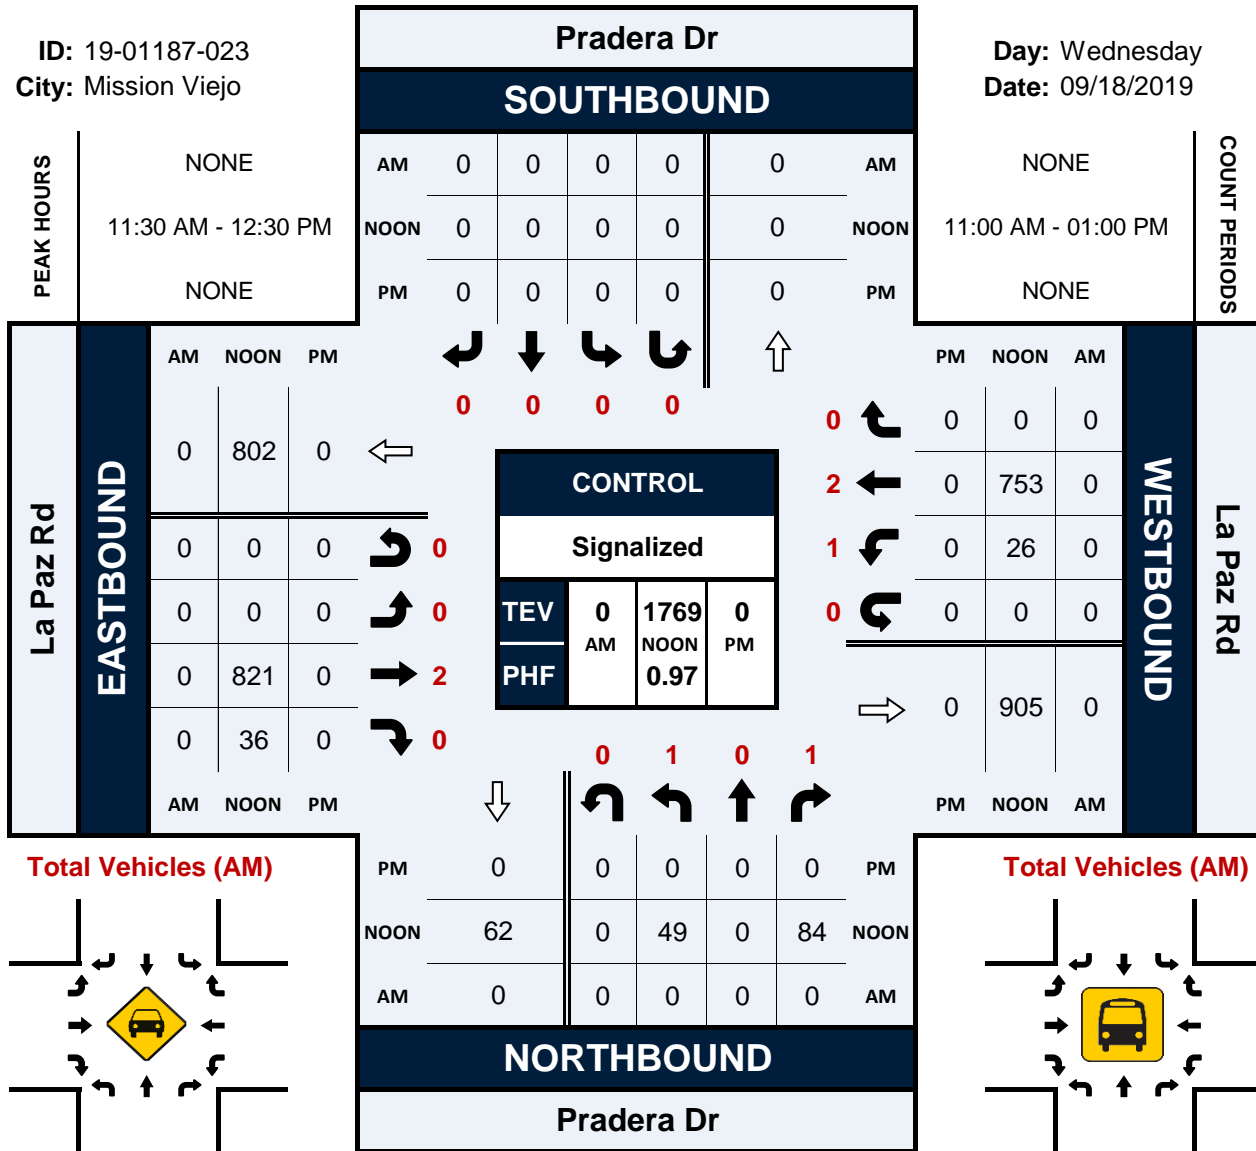 Pradera Dr
ID: 19-01187-023
City: Mission Viejo
Day: Wednesday
Date: 09/18/2019
SOUTHBOUND
PEAK HOURS
NONE
11:30 AM - 12:30 PM
NONE
AM 0 0 0 0 0 AM
NOON 0 0 0 0 0 NOON
PM 0 0 0 0 0 PM
NONE
11:00 AM - 01:00 PM
NONE
COUNT PERIODS
0 0 0 0
La Paz Rd
EASTBOUND
AM NOON PM
0 802 0
0 0 0 0
0 0 0 0
0 821 0 2
0 36 0 0
AM NOON PM
CONTROL
Signalized
TEV 0 1769 0
AM NOON PM
PHF 0.97
PM NOON AM
0 0 0 0
2 0 753 0
1 0 26 0
0 0 0 0
0 905 0
PM NOON AM
WESTBOUND
La Paz Rd
0 1 0 1
PM 0 0 0 0 0 PM
NOON 62 0 49 0 84 NOON
AM 0 0 0 0 0 AM
NORTHBOUND
Pradera Dr
Total Vehicles (AM)
Total Vehicles (AM)